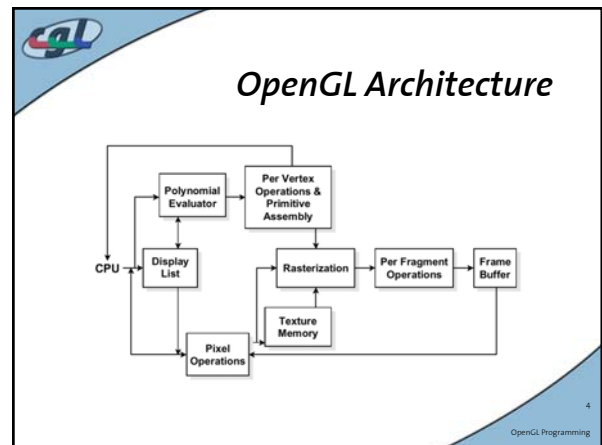 cgl
OpenGL Architecture
Polynomial
Evaluator
Per Vertex
Operations &
Primitive
Assembly
CPU
Display
List
Rasterization
Per Fragment
Operations
Frame
Buffer
Texture
Memory
Pixel
Operations
4
OpenGL Programming